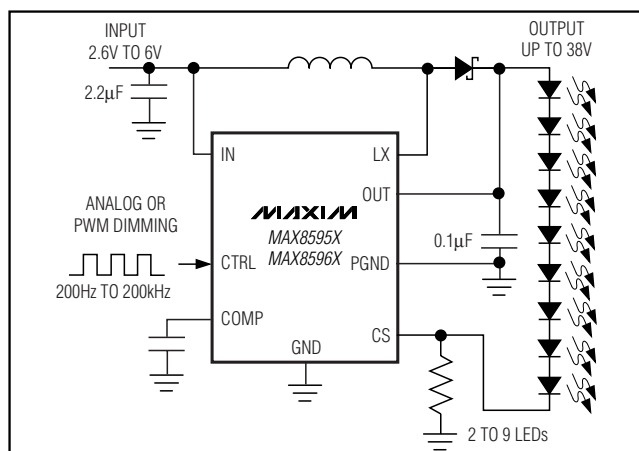 INPUT
2.6V TO 6V
OUTPUT
UP TO 38V
2.2µF
IN
LX
OUT
MAXIM
MAX8595X
MAX8596X
ANALOG OR
PWM DIMMING
0.1µF
CTRL
PGND
200Hz TO 200kHz
COMP
CS
GND
2 TO 9 LEDs